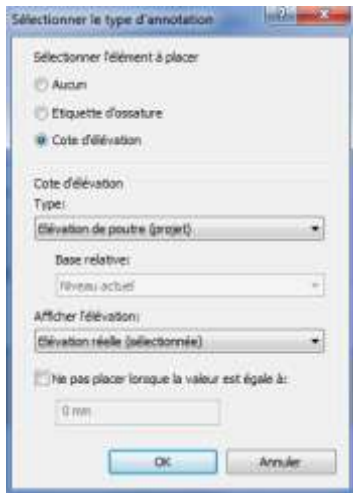 Sélectionner le type d'annotation
Sélectionner l'élément à placer
Aucun
Etiquette d'ossature
Cote d'élévation
Cote d'élévation
Type:
Elévation de poutre (projet)
Base relative:
Niveau actuel
Afficher l'élévation:
Elévation réelle (sélectionnée)
Ne pas placer lorsque la valeur est égale à:
0 mm
OK
Annuler